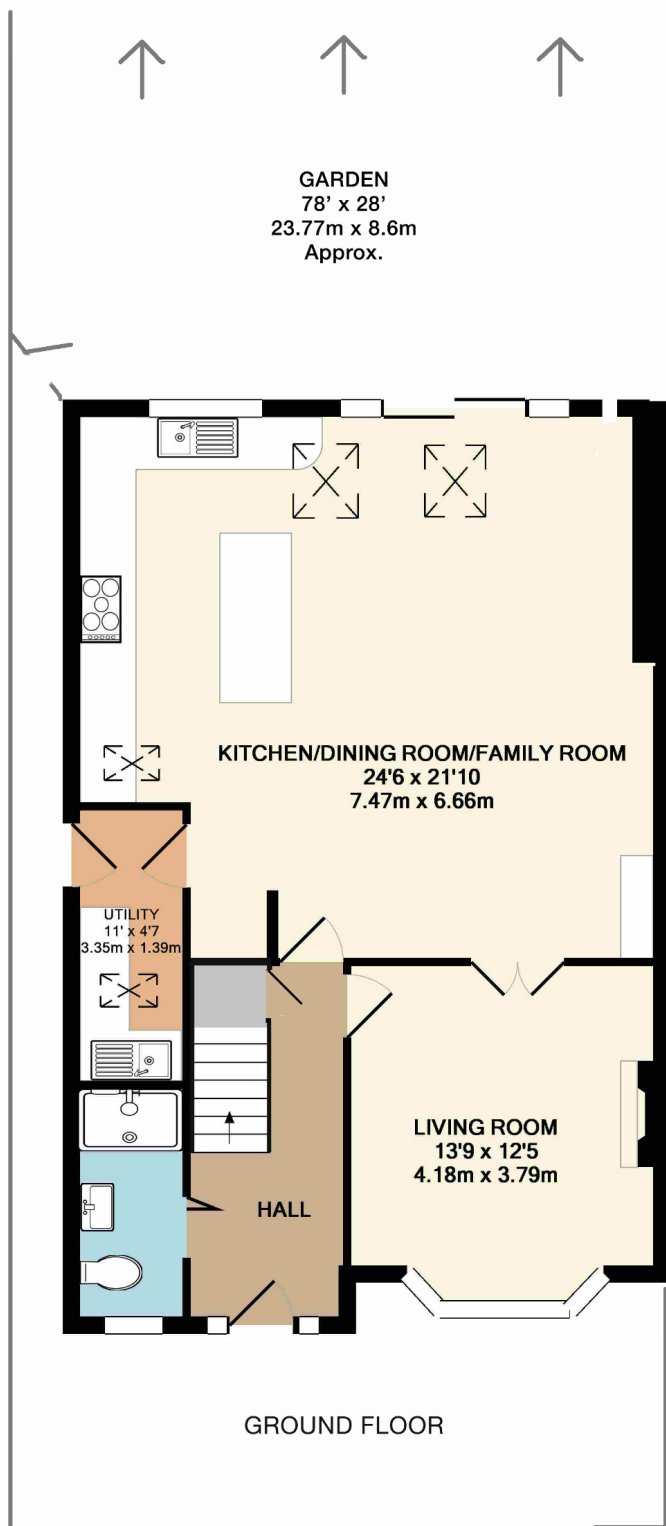 GARDEN
78' x 28'
23.77m x 8.6m
Approx.
KITCHEN/DINING ROOM/FAMILY ROOM
24'6 x 21'10
7.47m x 6.66m
UTILITY
11' x 4'7
3.35m x 1.39m
LIVING ROOM
13'9 x 12'5
4.18m x 3.79m
HALL
GROUND FLOOR